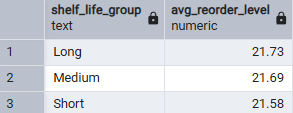 shelf_life_group avg_reorder_level
text numeric
1 Long 21.73
2 Medium 21.69
3 Short 21.58